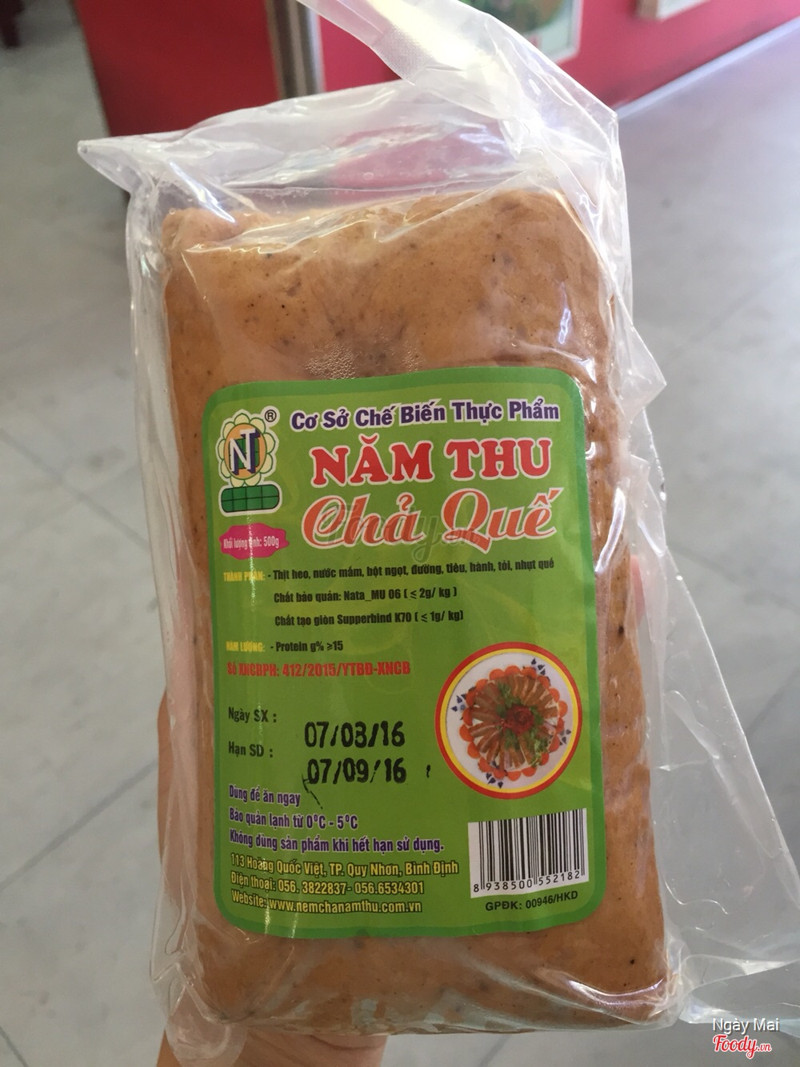 NT ®
Cơ Sở Chế Biến Thực Phẩm
NĂM THU
Chả Quế
Khối lượng tịnh: 500g
THÀNH PHẦN: - Thịt heo, nước mắm, bột ngọt, đường, tiêu, hành, tỏi, nhụt quế
Chất bảo quản: Nata_MU 06 ( ≤ 2g/ kg )
Chất tạo giòn Supperbind K70 ( ≤ 1g/ kg)
HÀM LƯỢNG: - Protein g% ≥15
Số XNCBPH: 412/2015/YTBĐ-XNCB
Ngày SX : 07/08/16
Hạn SD : 07/09/16
Dùng để ăn ngay
Bảo quản lạnh từ 0°C - 5°C
Không dùng sản phẩm khi hết hạn sử dụng.
113 Hoàng Quốc Việt, TP. Quy Nhơn, Bình Định
Điện thoại: 056. 3822837- 056.6534301
Website: www.nemchanamthu.com.vn
8 938500 552182
GPĐK: 00946/HKD
Foody.vn
Ngày Mai
Foody.vn